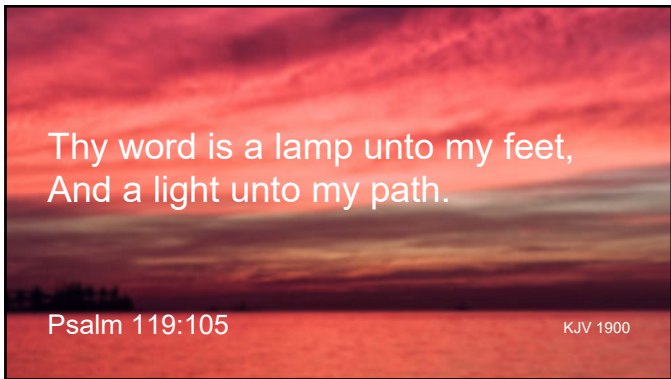 Thy word is a lamp unto my feet,
And a light unto my path.
Psalm 119:105
KJV 1900